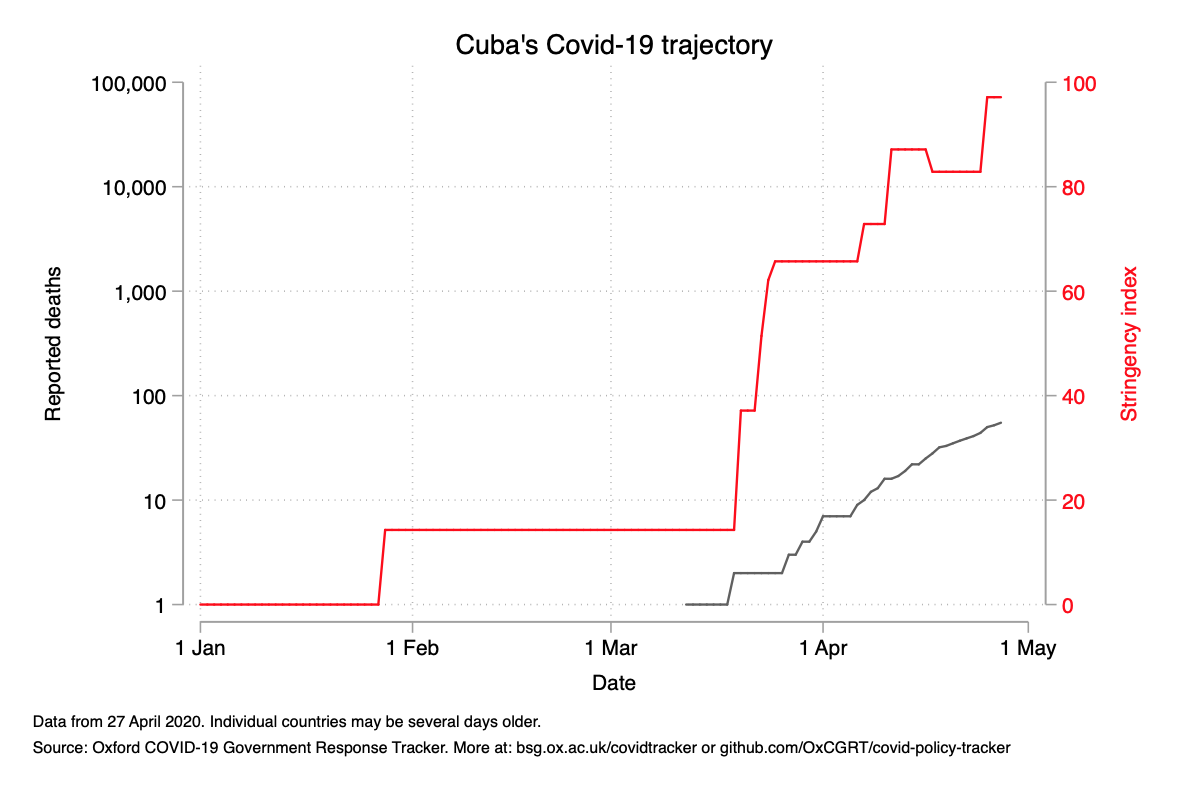 Cuba's Covid-19 trajectory
Reported deaths
100,000
10,000
1,000
100
10
1
100
80
60
40
20
0
Stringency index
1 Jan
1 Feb
1 Mar
1 Apr
1 May
Date
Data from 27 April 2020. Individual countries may be several days older.
Source: Oxford COVID-19 Government Response Tracker. More at: bsg.ox.ac.uk/covidtracker or github.com/OxCGRT/covid-policy-tracker